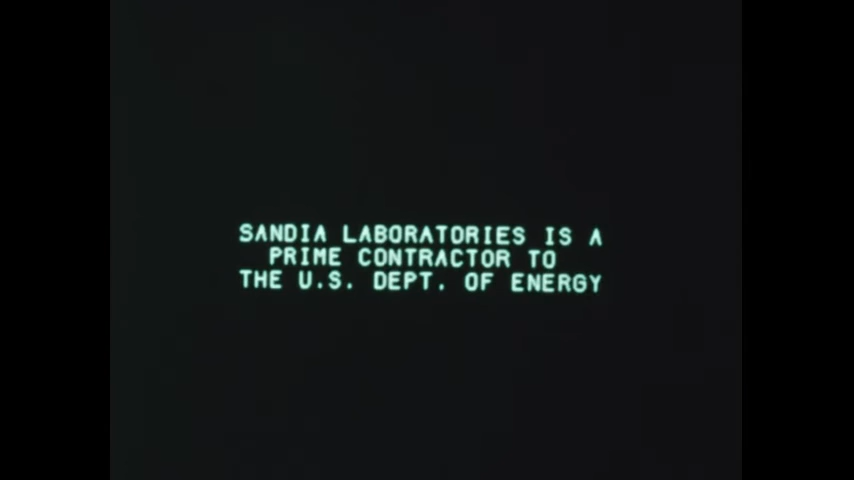 SANDIA LABORATORIES IS A
PRIME CONTRACTOR TO
THE U.S. DEPT. OF ENERGY